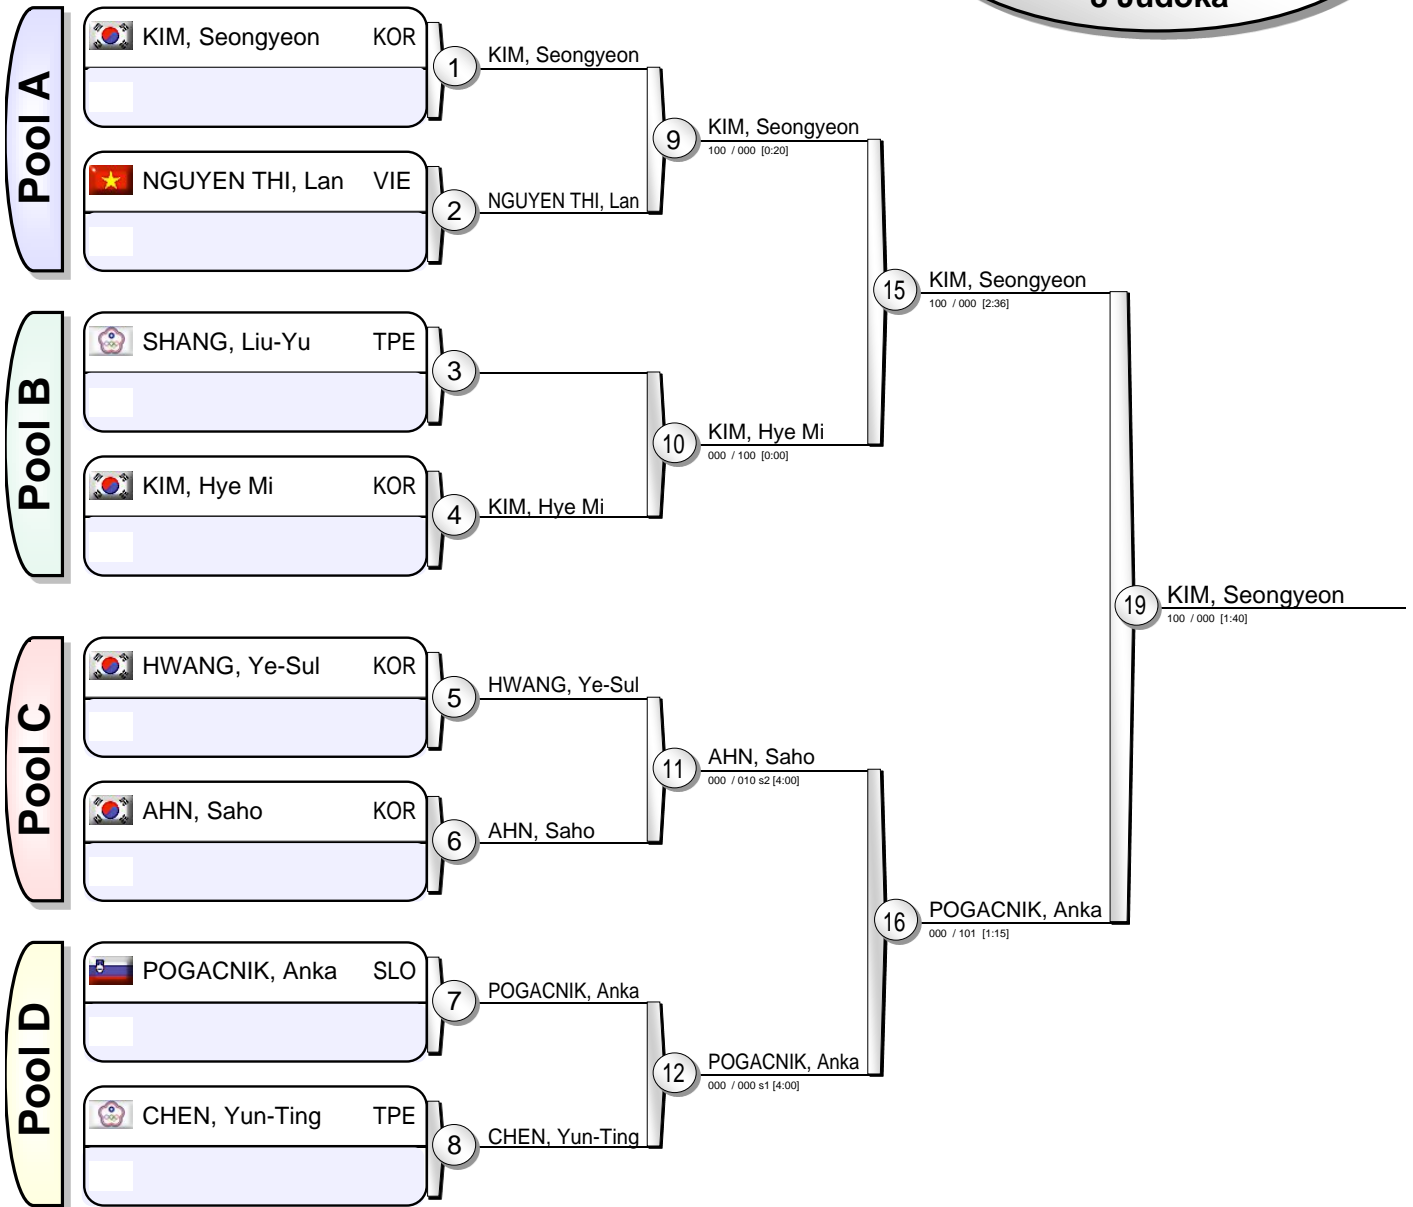 8 Judoka
Pool A
KIM, Seongyeon KOR
1
KIM, Seongyeon
NGUYEN THI, Lan VIE
2
NGUYEN THI, Lan
9
KIM, Seongyeon
100 / 000 [0:20]
Pool B
SHANG, Liu-Yu TPE
3
KIM, Hye Mi KOR
4
KIM, Hye Mi
10
KIM, Hye Mi
000 / 100 [0:00]
15
KIM, Seongyeon
100 / 000 [2:36]
Pool C
HWANG, Ye-Sul KOR
5
HWANG, Ye-Sul
AHN, Saho KOR
6
AHN, Saho
11
AHN, Saho
000 / 010 s2 [4:00]
Pool D
POGACNIK, Anka SLO
7
POGACNIK, Anka
CHEN, Yun-Ting TPE
8
CHEN, Yun-Ting
12
POGACNIK, Anka
000 / 000 s1 [4:00]
16
POGACNIK, Anka
000 / 101 [1:15]
19
KIM, Seongyeon
100 / 000 [1:40]